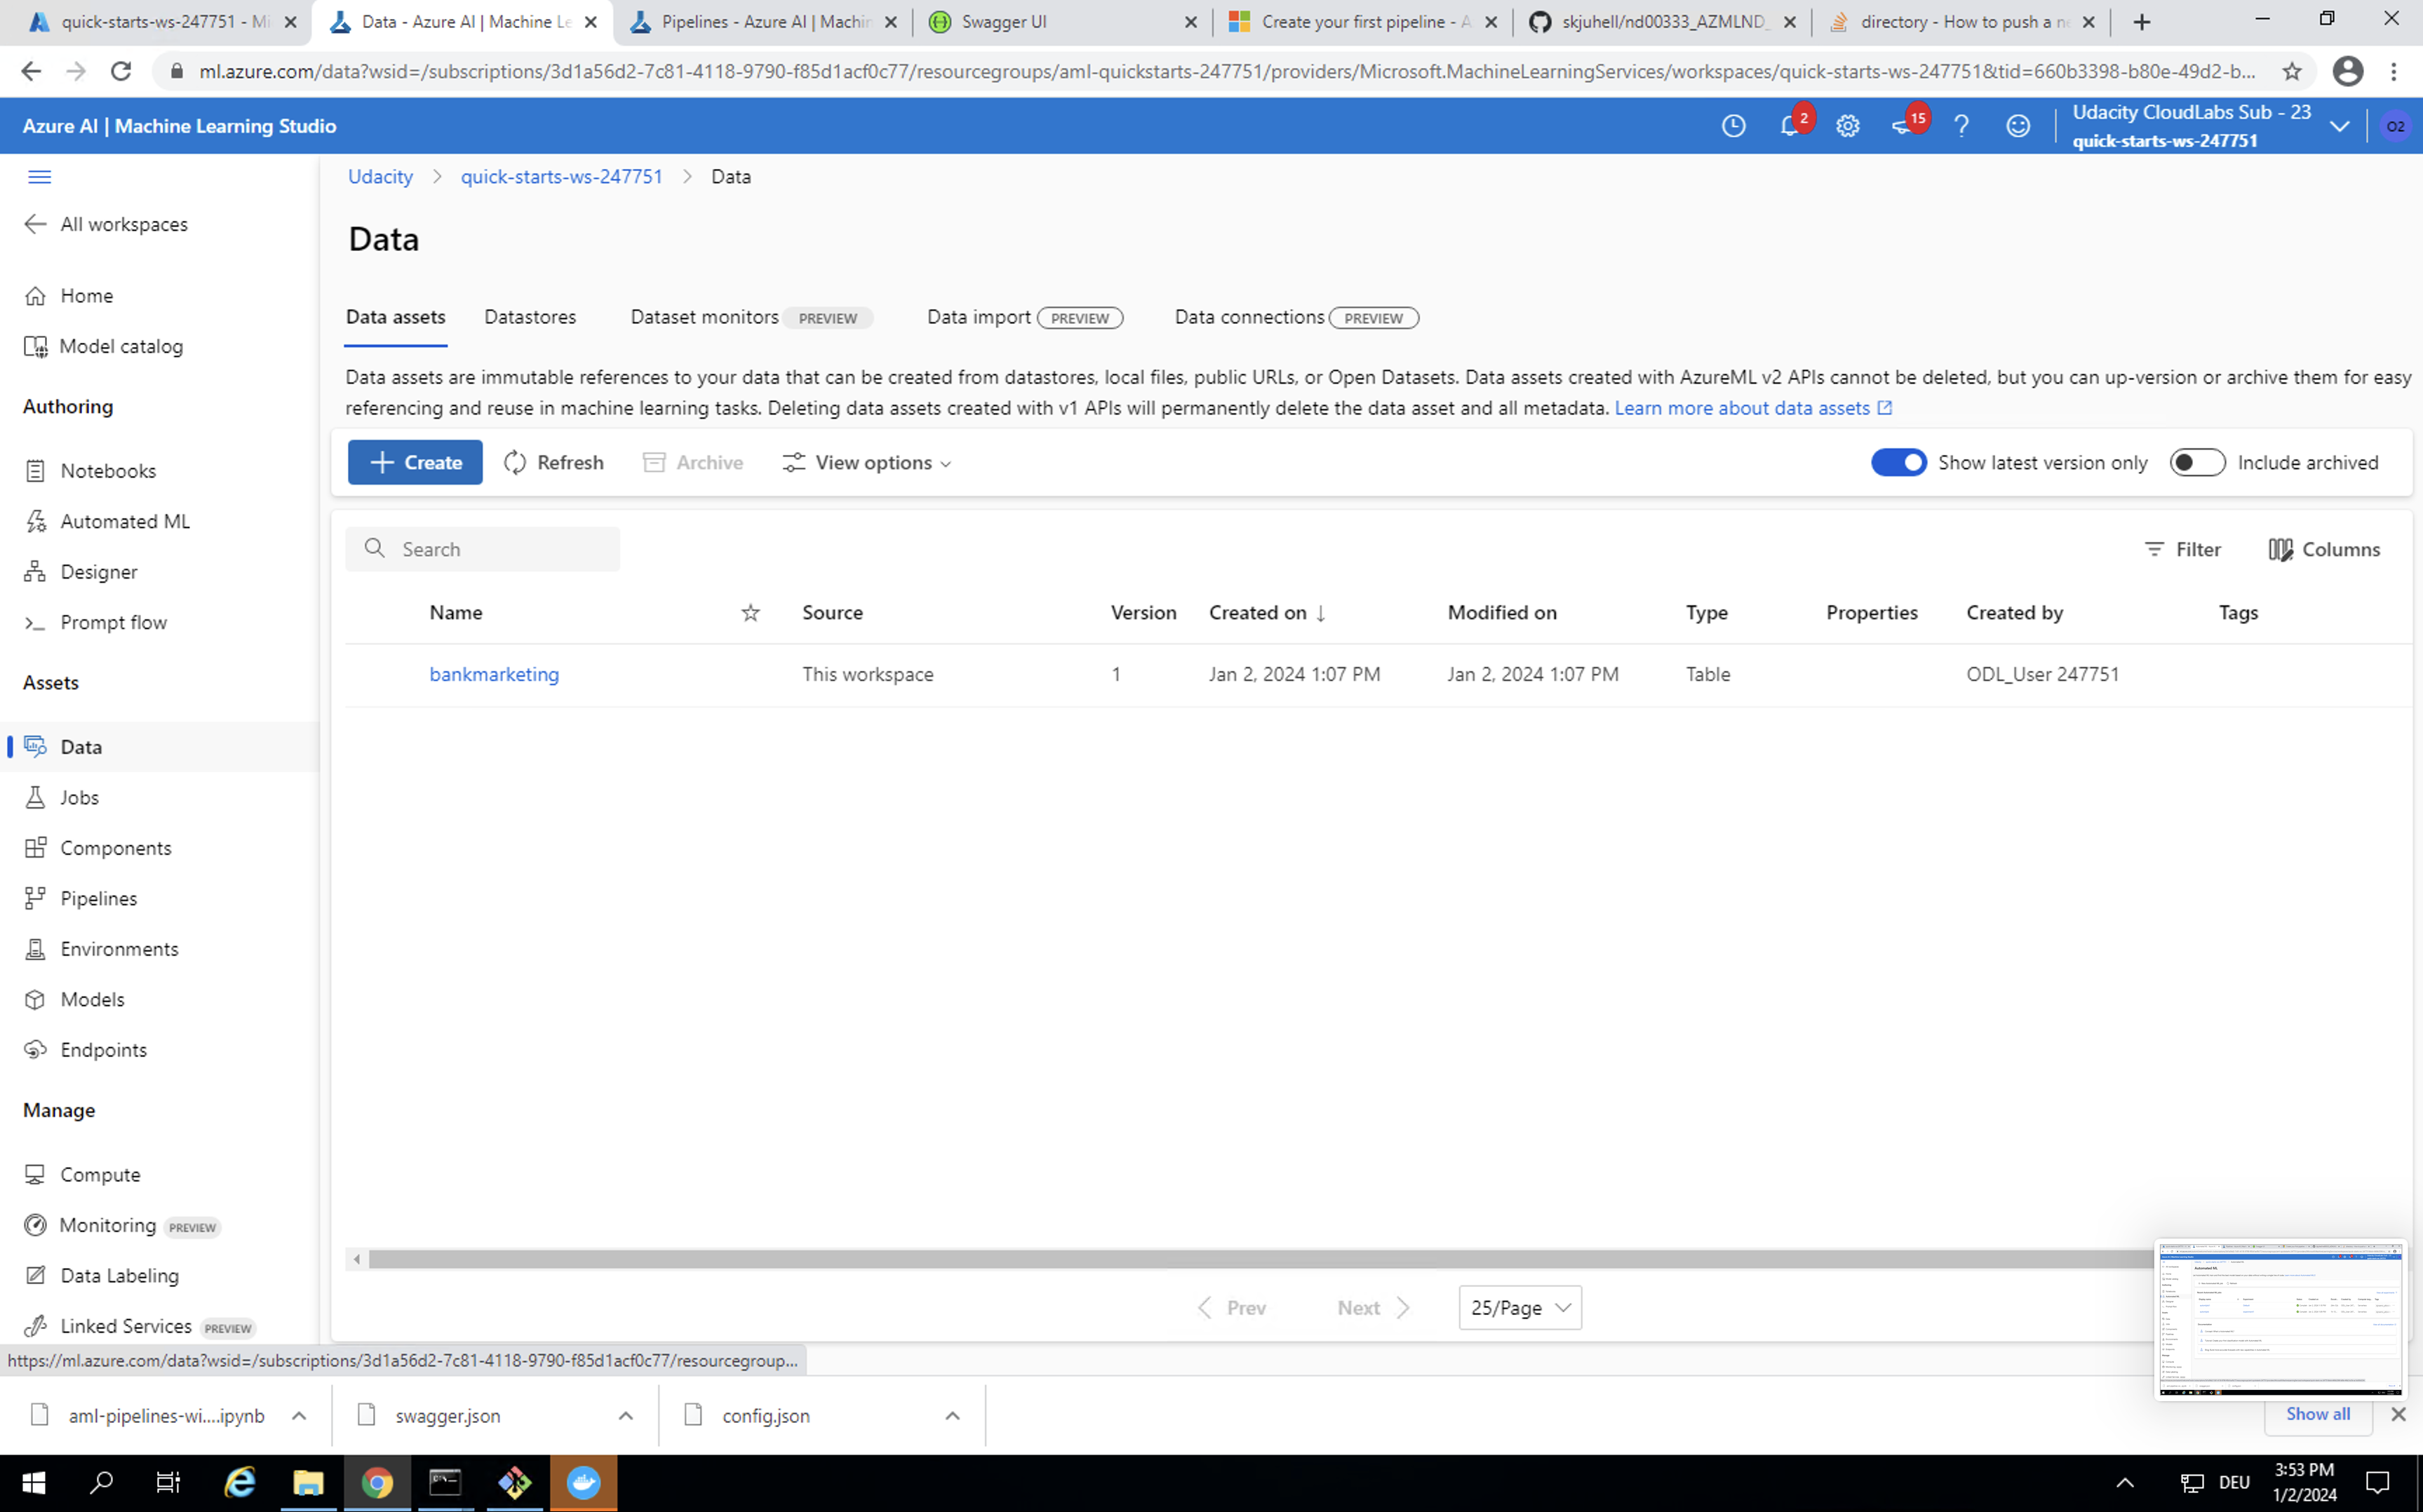 quick-starts-ws-247751 - Mi
Data - Azure AI | Machine Le
Pipelines - Azure AI | Machin
Swagger UI
Create your first pipeline - A
skjuhell/nd00333_AZMLND_
directory - How to push a ne
ml.azure.com/data?wsid=/subscriptions/3d1a56d2-7c81-4118-9790-f85d1acf0c77/resourcegroups/aml-quickstarts-247751/providers/Microsoft.MachineLearningServices/workspaces/quick-starts-ws-247751&tid=660b3398-b80e-49d2-b...
Azure AI | Machine Learning Studio
2
15
Udacity CloudLabs Sub - 23
quick-starts-ws-247751
O2
Udacity > quick-starts-ws-247751 > Data
All workspaces
Home
Model catalog
Authoring
Notebooks
Automated ML
Designer
Prompt flow
Assets
Data
Jobs
Components
Pipelines
Environments
Models
Endpoints
Manage
Compute
Monitoring PREVIEW
Data Labeling
Linked Services PREVIEW
Data
Data assets Datastores Dataset monitors PREVIEW Data import PREVIEW Data connections PREVIEW
Data assets are immutable references to your data that can be created from datastores, local files, public URLs, or Open Datasets. Data assets created with AzureML v2 APIs cannot be deleted, but you can up-version or archive them for easy
referencing and reuse in machine learning tasks. Deleting data assets created with v1 APIs will permanently delete the data asset and all metadata. Learn more about data assets
Create Refresh Archive View options Show latest version only Include archived
Search Filter Columns
Name Source Version Created on ↓ Modified on Type Properties Created by Tags
bankmarketing This workspace 1 Jan 2, 2024 1:07 PM Jan 2, 2024 1:07 PM Table ODL_User 247751
Prev Next 25/Page
https://ml.azure.com/data?wsid=/subscriptions/3d1a56d2-7c81-4118-9790-f85d1acf0c77/resourcegroup...
aml-pipelines-wi....ipynb swagger.json config.json Show all
DEU
3:53 PM
1/2/2024